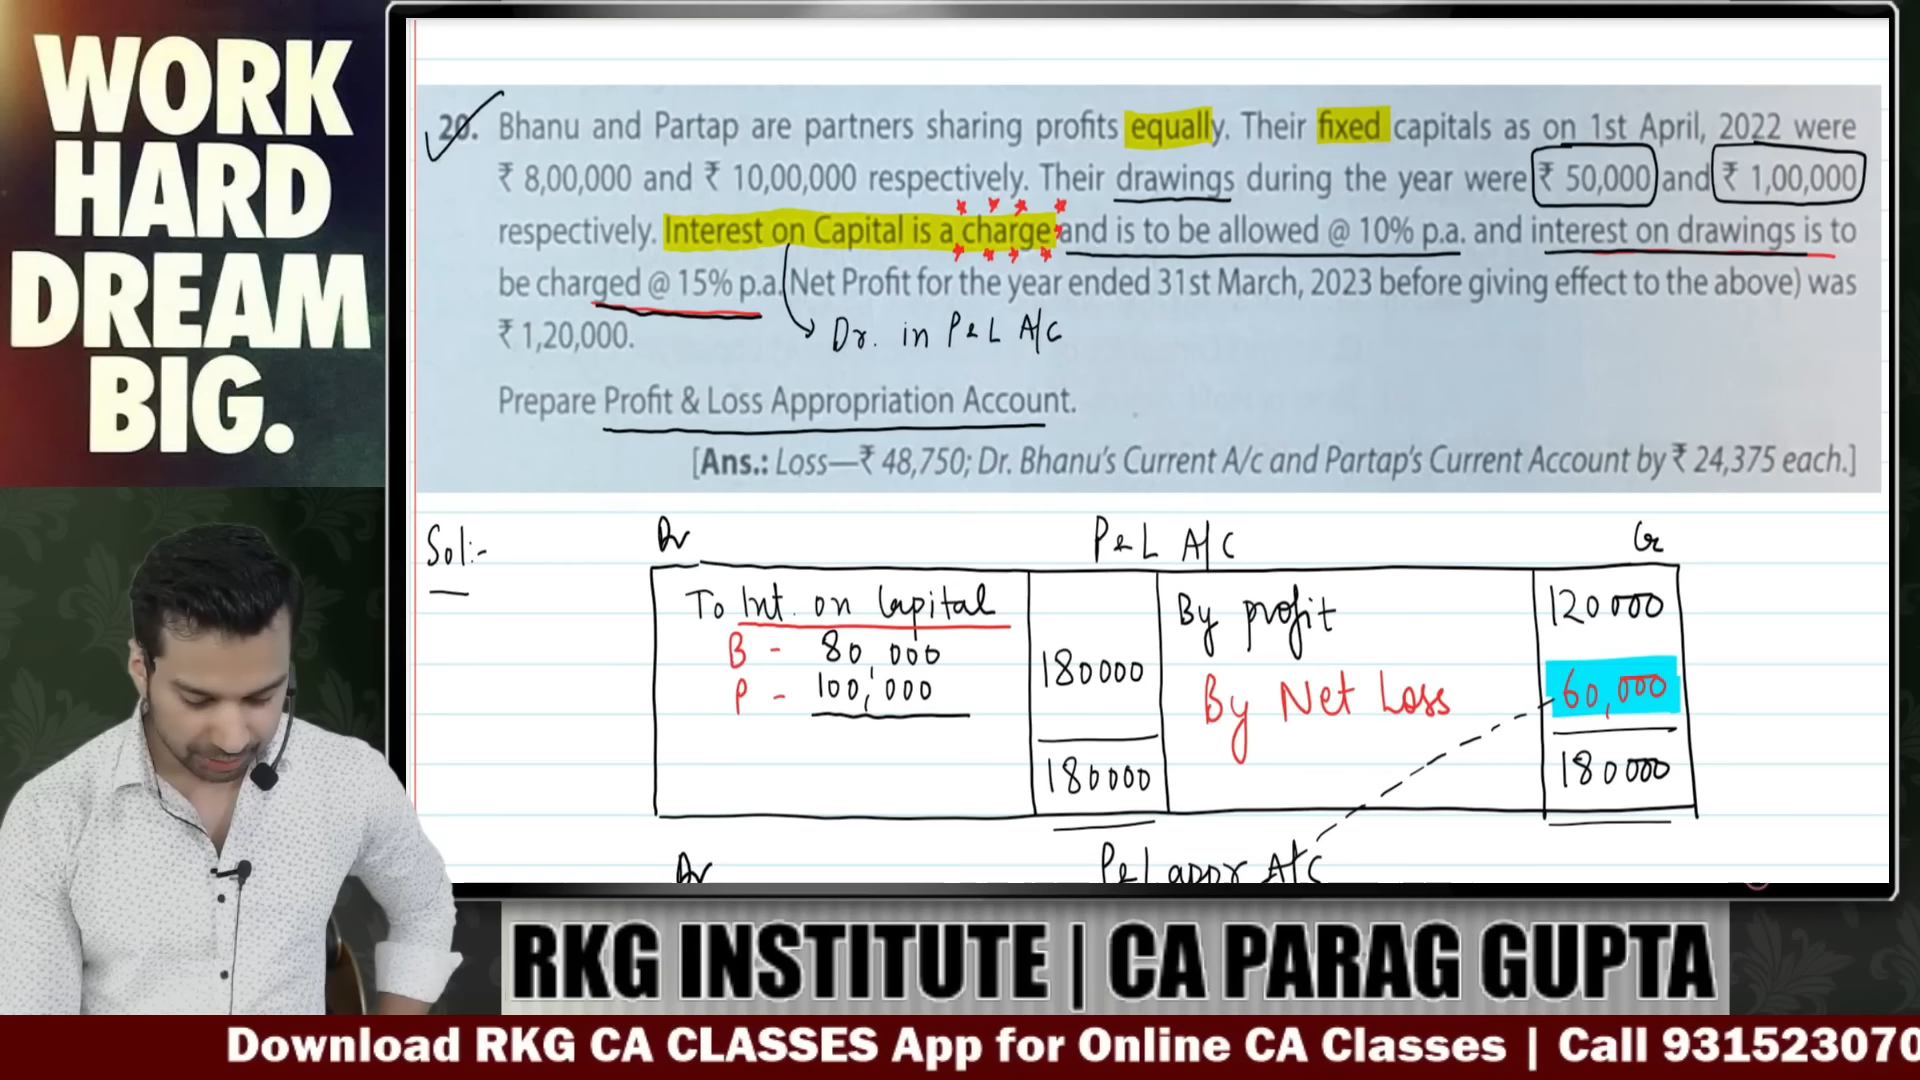 WORK
HARD
DREAM
BIG.
20. Bhanu and Partap are partners sharing profits equally. Their fixed capitals as on 1st April, 2022 were
₹ 8,00,000 and ₹ 10,00,000 respectively. Their drawings during the year were ₹ 50,000 and ₹ 1,00,000
respectively. Interest on Capital is a charge and is to be allowed @ 10% p.a. and interest on drawings is to
be charged @ 15% p.a. (Net Profit for the year ended 31st March, 2023 before giving effect to the above) was
₹ 1,20,000.
Dr. in P&L A/C
Prepare Profit & Loss Appropriation Account.
[Ans.: Loss—₹ 48,750; Dr. Bhanu's Current A/c and Partap's Current Account by ₹ 24,375 each.]
Sol:-
Dr P&L A/C Cr
To Int. on Capital By profit 120000
B - 80,000
180000
P - 100,000 By Net Loss 60,000
180000 180000
Dr P&L appr A/C
RKG INSTITUTE | CA PARAG GUPTA
Download RKG CA CLASSES App for Online CA Classes | Call 931523070